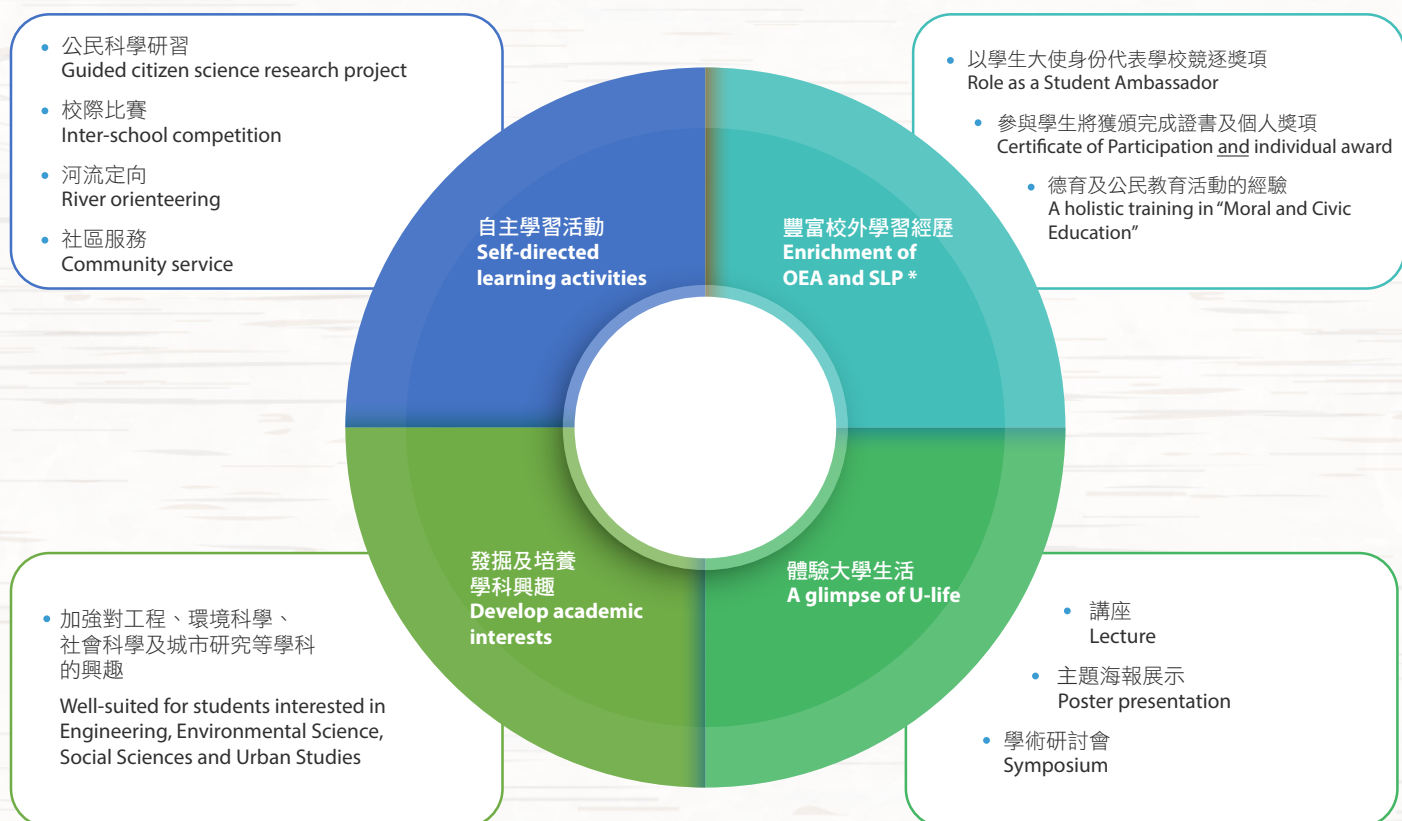 公民科學研習
Guided citizen science research project
校際比賽
Inter-school competition
河流定向
River orienteering
社區服務
Community service
以學生大使身份代表學校競逐獎項
Role as a Student Ambassador
參與學生將獲頒完成證書及個人獎項
Certificate of Participation and individual award
德育及公民教育活動的經驗
A holistic training in “Moral and Civic
Education”
自主學習活動
Self-directed
learning activities
豐富校外學習經歷
Enrichment of
OEA and SLP *
發掘及培養
學科興趣
Develop academic
interests
體驗大學生活
A glimpse of U-life
加強對工程、環境科學、
社會科學及城市研究等學科
的興趣
Well-suited for students interested in
Engineering, Environmental Science,
Social Sciences and Urban Studies
講座
Lecture
主題海報展示
Poster presentation
學術研討會
Symposium